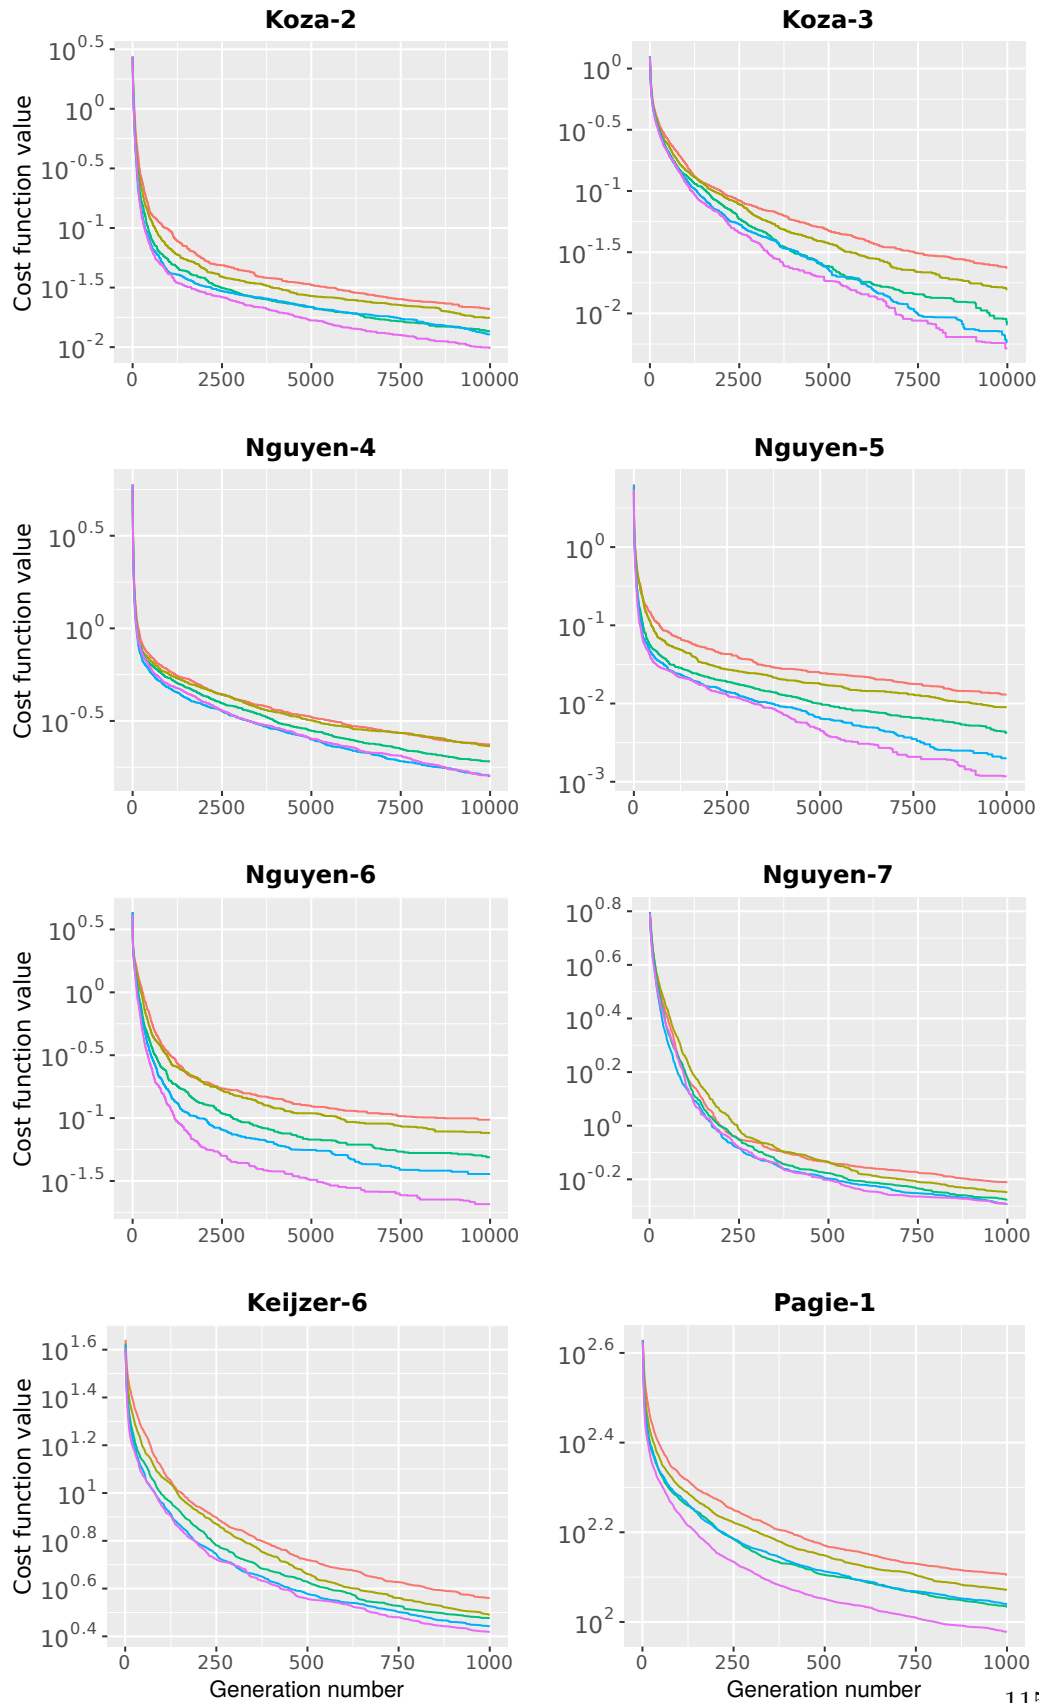 Koza-2 Koza-3
Cost function value
10^0.5
10^0
10^-0.5
10^-1
10^-1.5
10^-2
0 2500 5000 7500 10000
10^0
10^-0.5
10^-1
10^-1.5
10^-2
0 2500 5000 7500 10000
Nguyen-4 Nguyen-5
Cost function value
10^0.5
10^0
10^-0.5
0 2500 5000 7500 10000
10^0
10^-1
10^-2
10^-3
0 2500 5000 7500 10000
Nguyen-6 Nguyen-7
Cost function value
10^0.5
10^0
10^-0.5
10^-1
10^-1.5
0 2500 5000 7500 10000
10^0.8
10^0.6
10^0.4
10^0.2
10^0
10^-0.2
0 250 500 750 1000
Keijzer-6 Pagie-1
Cost function value
10^1.6
10^1.4
10^1.2
10^1
10^0.8
10^0.6
10^0.4
0 250 500 750 1000
Generation number
10^2.6
10^2.4
10^2.2
10^2
0 250 500 750 1000
Generation number